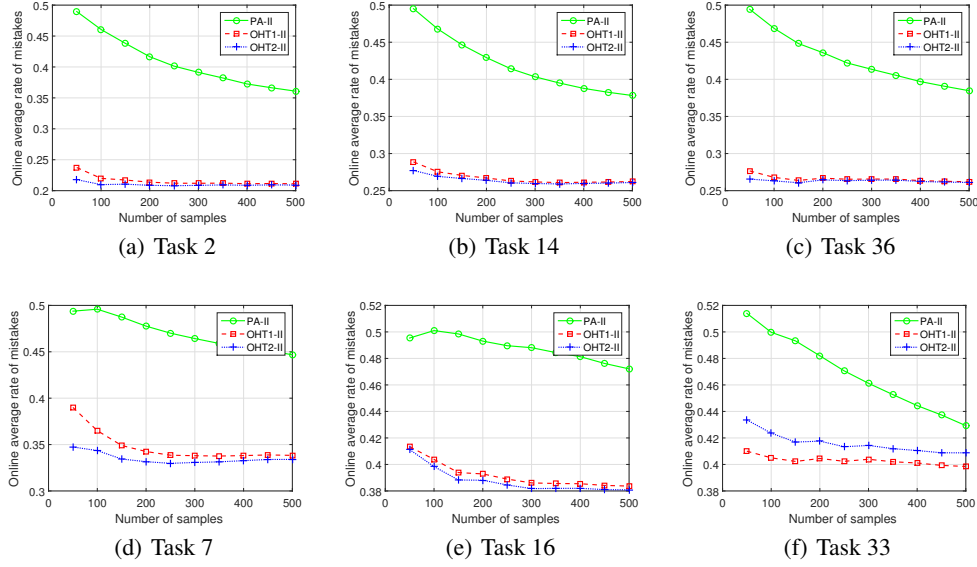 0.5
0.45
0.4
0.35
0.3
0.25
0.2
0 100 200 300 400 500
Online average rate of mistakes
Number of samples
PA-II
OHT1-II
OHT2-II
(a) Task 2
0.5
0.45
0.4
0.35
0.3
0.25
0 100 200 300 400 500
Online average rate of mistakes
Number of samples
PA-II
OHT1-II
OHT2-II
(b) Task 14
0.5
0.45
0.4
0.35
0.3
0.25
0 100 200 300 400 500
Online average rate of mistakes
Number of samples
PA-II
OHT1-II
OHT2-II
(c) Task 36
0.5
0.45
0.4
0.35
0.3
0 100 200 300 400 500
Online average rate of mistakes
Number of samples
PA-II
OHT1-II
OHT2-II
(d) Task 7
0.52
0.5
0.48
0.46
0.44
0.42
0.4
0.38
0 100 200 300 400 500
Online average rate of mistakes
Number of samples
PA-II
OHT1-II
OHT2-II
(e) Task 16
0.52
0.5
0.48
0.46
0.44
0.42
0.4
0.38
0 100 200 300 400 500
Online average rate of mistakes
Number of samples
PA-II
OHT1-II
OHT2-II
(f) Task 33